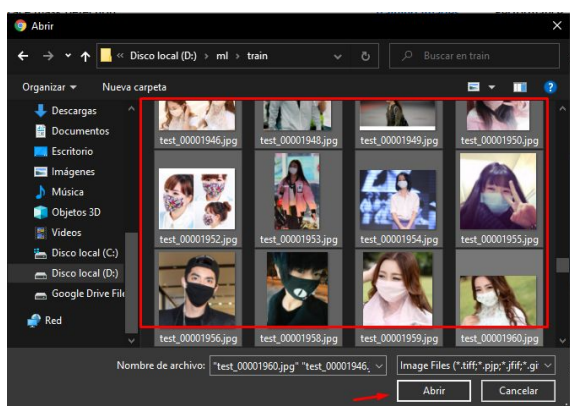 Abrir
Disco local (D:) › ml › train
Buscar en train
Organizar
Nueva carpeta
Descargas
Documentos
Escritorio
Imágenes
Música
Objetos 3D
Videos
Disco local (C:)
Disco local (D:)
Google Drive File
Red
test_00001946.jpg
test_00001948.jpg
test_00001949.jpg
test_00001950.jpg
test_00001952.jpg
test_00001953.jpg
test_00001954.jpg
test_00001955.jpg
test_00001956.jpg
test_00001958.jpg
test_00001959.jpg
test_00001960.jpg
Nombre de archivo:
"test_00001960.jpg" "test_00001946.
Image Files (*.tiff;*.pjp;*.jfif;*.gi
Abrir
Cancelar